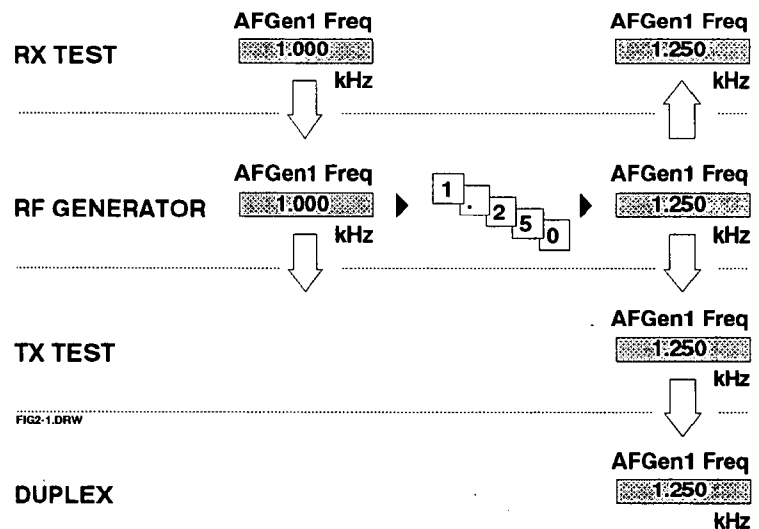 AFGen1 Freq AFGen1 Freq
RX TEST 1.000 1.250
kHz kHz
AFGen1 Freq AFGen1 Freq
RF GENERATOR 1.000 1 . 2 5 0 1.250
kHz kHz
AFGen1 Freq
TX TEST 1.250
kHz
FIG2-1.DRW
AFGen1 Freq
DUPLEX 1.250
kHz